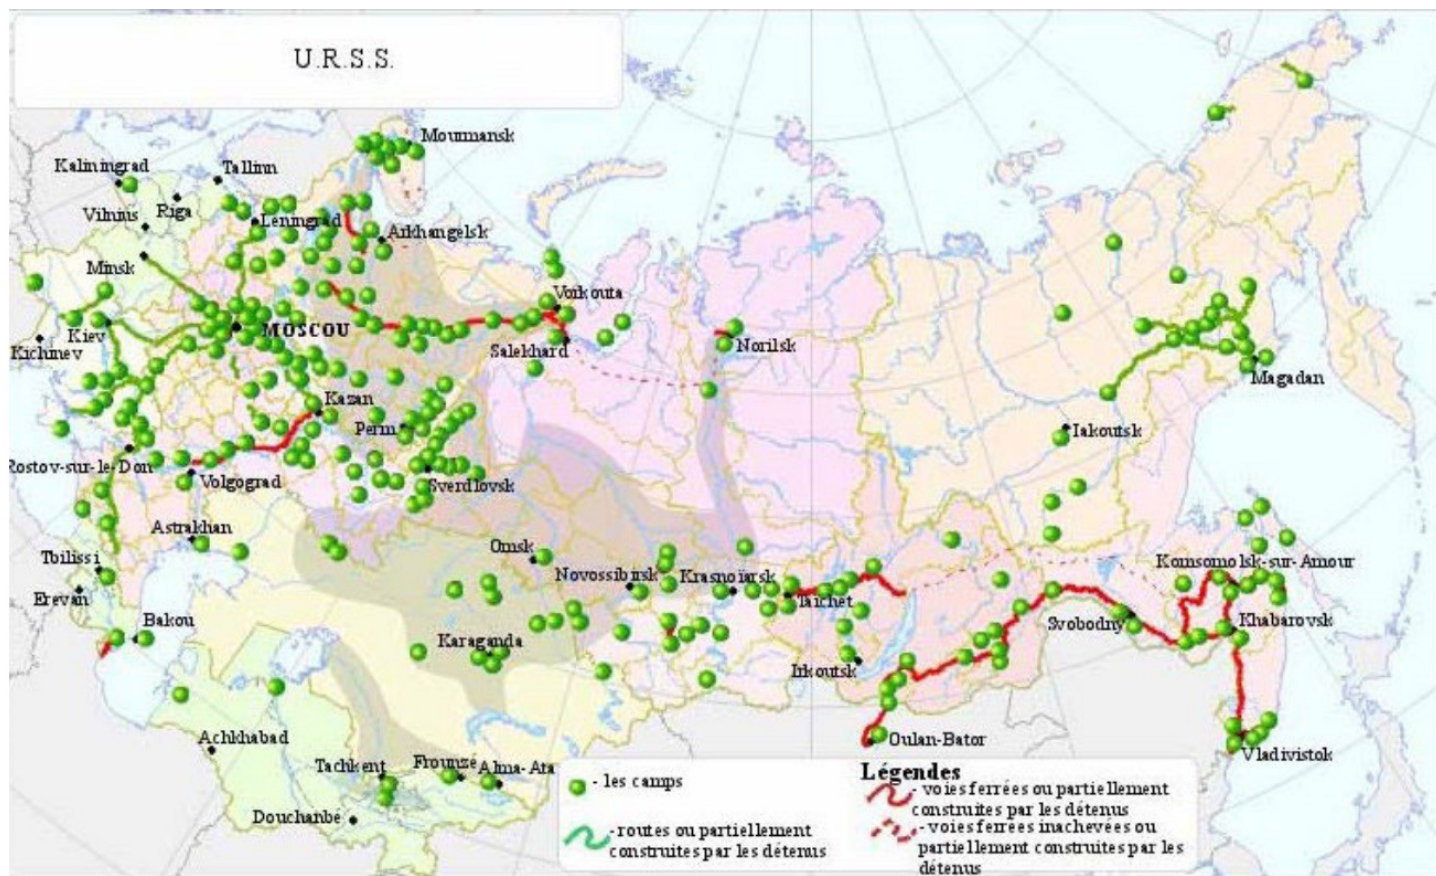 U.R.S.S.
Mourmansk
Kaliningrad
Tallinn
Riga
Vilnius
Leningrad
Arkhangelsk
Minsk
Vorkouta
MOSCOU
Kiev
Kichinev
Salekhard
Norilsk
Magadan
Kazan
Perm
Iakoutsk
Rostov-sur-le-Don
Volgograd
Sverdlovsk
Astrakhan
Omsk
Tbilissi
Novossibirsk
Krasnoïarsk
Komsomolsk-sur-Amour
Erevan
Taïchet
Bakou
Svobodny
Khabarovsk
Karaganda
Irkoutsk
Achkhabad
Oulan-Bator
Vladivistok
Tachkent
Frounzé
Alma-Ata
Douchanbé
Légendes
- les camps
- voies ferrées ou partiellement
construites par les détenus
- routes ou partiellement
construites par les détenus
- voies ferrées inachevées ou
partiellement construites par les
détenus